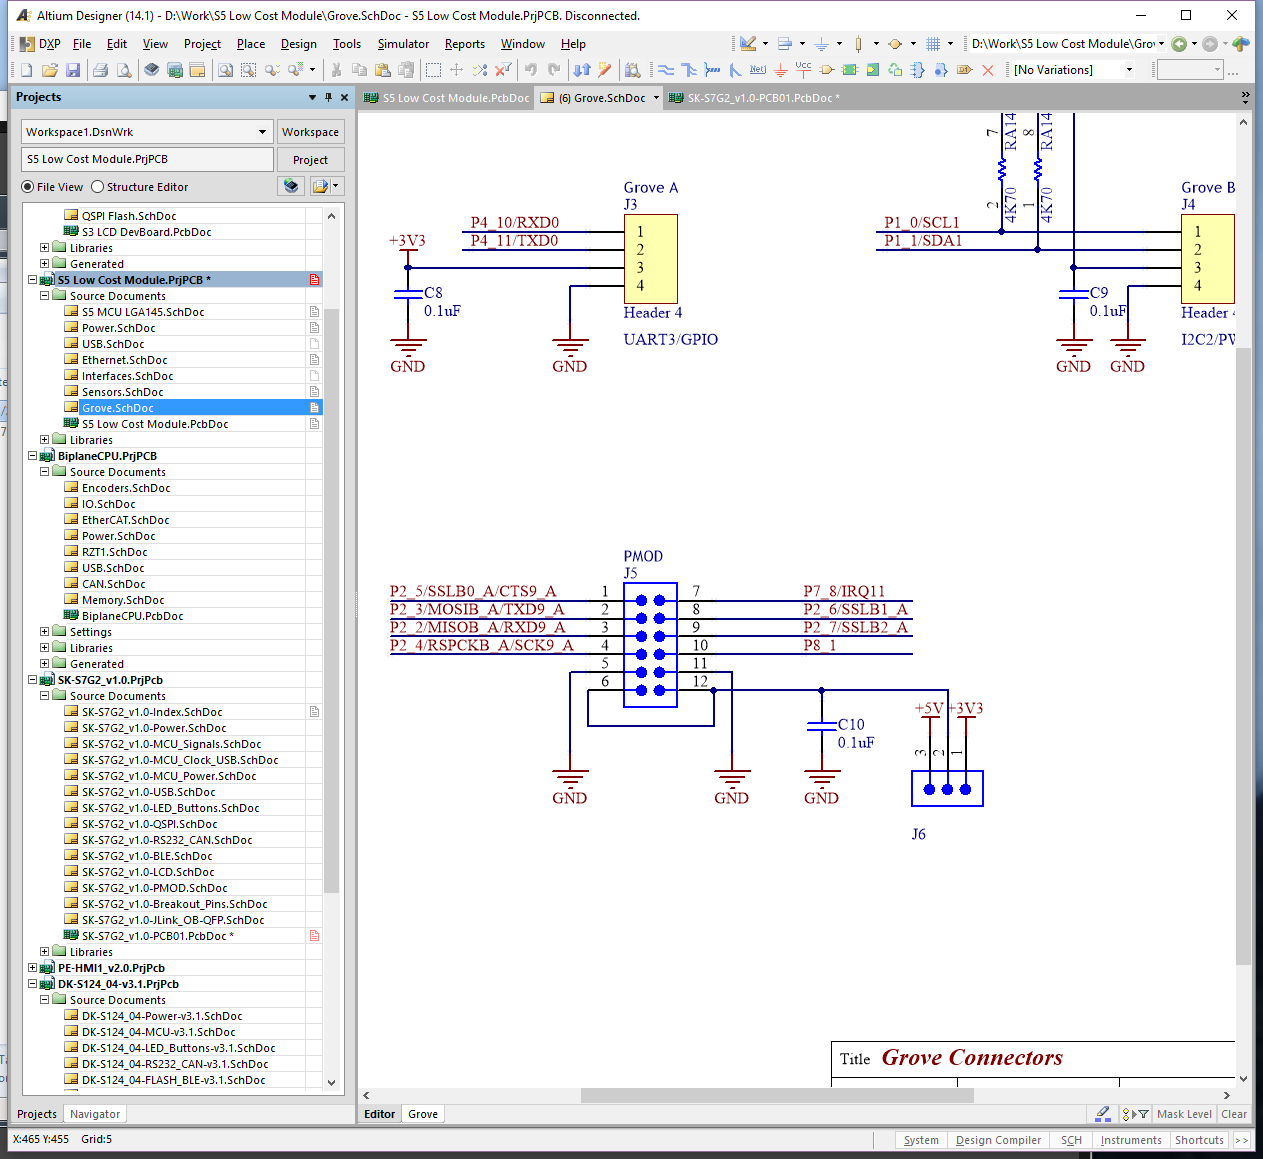 Altium Designer (14.1) - D:\Work\S5 Low Cost Module\Grove.SchDoc - S5 Low Cost Module.PrjPCB. Disconnected.
DXP File Edit View Project Place Design Tools Simulator Reports Window Help
D:\Work\S5 Low Cost Module\Gro
Net Vcc [No Variations] ...
Projects
S5 Low Cost Module.PcbDoc (6) Grove.SchDoc SK-S7G2_v1.0-PCB01.PcbDoc *
Workspace1.DsnWrk Workspace
S5 Low Cost Module.PrjPCB Project
File View Structure Editor
QSPI Flash.SchDoc
S3 LCD DevBoard.PcbDoc
Libraries
Generated
S5 Low Cost Module.PrjPCB *
Source Documents
S5 MCU LGA145.SchDoc
Power.SchDoc
USB.SchDoc
Ethernet.SchDoc
Interfaces.SchDoc
Sensors.SchDoc
Grove.SchDoc
S5 Low Cost Module.PcbDoc
Libraries
BiplaneCPU.PrjPCB
Source Documents
Encoders.SchDoc
IO.SchDoc
EtherCAT.SchDoc
Power.SchDoc
RZT1.SchDoc
USB.SchDoc
CAN.SchDoc
Memory.SchDoc
BiplaneCPU.PcbDoc
Settings
Libraries
Generated
SK-S7G2_v1.0.PrjPcb
Source Documents
SK-S7G2_v1.0-Index.SchDoc
SK-S7G2_v1.0-Power.SchDoc
SK-S7G2_v1.0-MCU_Signals.SchDoc
SK-S7G2_v1.0-MCU_Clock_USB.SchDoc
SK-S7G2_v1.0-MCU_Power.SchDoc
SK-S7G2_v1.0-USB.SchDoc
SK-S7G2_v1.0-LED_Buttons.SchDoc
SK-S7G2_v1.0-QSPI.SchDoc
SK-S7G2_v1.0-RS232_CAN.SchDoc
SK-S7G2_v1.0-BLE.SchDoc
SK-S7G2_v1.0-LCD.SchDoc
SK-S7G2_v1.0-PMOD.SchDoc
SK-S7G2_v1.0-Breakout_Pins.SchDoc
SK-S7G2_v1.0-JLink_OB-QFP.SchDoc
SK-S7G2_v1.0-PCB01.PcbDoc *
Libraries
PE-HMI1_v2.0.PrjPcb
DK-S124_04-v3.1.PrjPcb
Source Documents
DK-S124_04-Power-v3.1.SchDoc
DK-S124_04-MCU-v3.1.SchDoc
DK-S124_04-LED_Buttons-v3.1.SchDoc
DK-S124_04-RS232_CAN-v3.1.SchDoc
DK-S124_04-FLASH_BLE-v3.1.SchDoc
Projects Navigator
7 RA14 8 RA14
2 4K70 1 4K70
Grove A
J3
P4_10/RXD0 1
P4_11/TXD0 2
+3V3 3
4
C8
0.1uF
Header 4
UART3/GPIO
GND GND
Grove B
J4
P1_0/SCL1 1
P1_1/SDA1 2
3
4
C9
0.1uF
Header 4
I2C2/PW
GND GND
PMOD
J5
P2_5/SSLB0_A/CTS9_A 1 7 P7_8/IRQ11
P2_3/MOSIB_A/TXD9_A 2 8 P2_6/SSLB1_A
P2_2/MISOB_A/RXD9_A 3 9 P2_7/SSLB2_A
P2_4/RSPCKB_A/SCK9_A 4 10 P8_1
5 11
6 12
+5V +3V3
C10
0.1uF
3 2 1
GND GND GND
J6
Title Grove Connectors
Editor Grove
Mask Level Clear
X:465 Y:455 Grid:5
System Design Compiler SCH Instruments Shortcuts >>